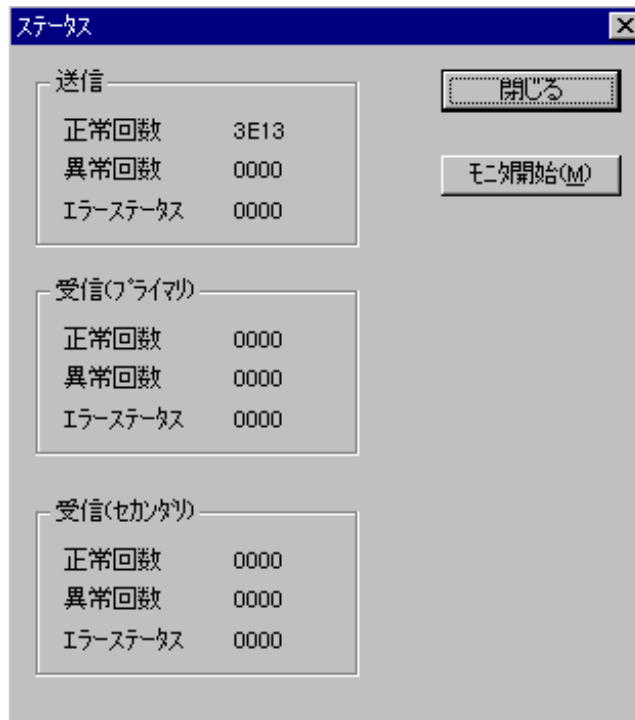 ステータス
送信
正常回数 3E13
異常回数 0000
エラーステータス 0000
閉じる
モニタ開始(M)
受信(プライマリ)
正常回数 0000
異常回数 0000
エラーステータス 0000
受信(セカンダリ)
正常回数 0000
異常回数 0000
エラーステータス 0000